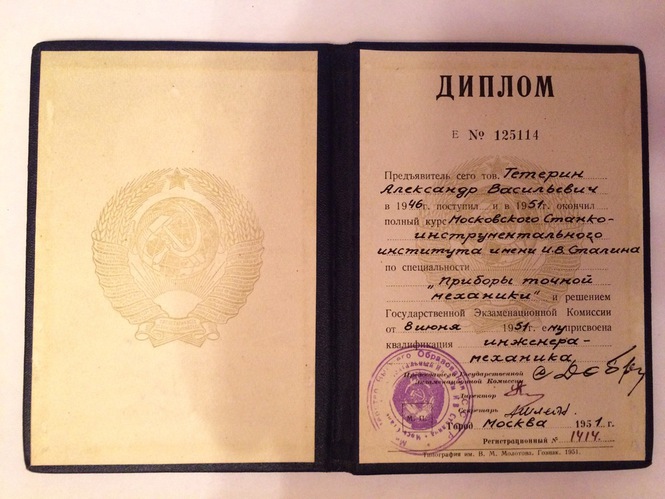 ДИПЛОМ
Е № 125114
Предъявитель сего тов. Тетерин
Александр Васильевич
в 1946 г. поступил и в 1951 г. окончил
полный курс Московского Станко-
инструментального
института имени И.В. Сталина
по специальности
„Приборы точной
механики“ и решением
Государственной Экзаменационной Комиссии
от 8 июня 1951 г. ему присвоена
квалификация инженера-
механика
Председатель Государственной
Экзаменационной Комиссии
Директор
Секретарь
Город Москва 1951 г.
Регистрационный № 1414.
Типография им. В. М. Молотова, Гознак. 1951.
М. П.